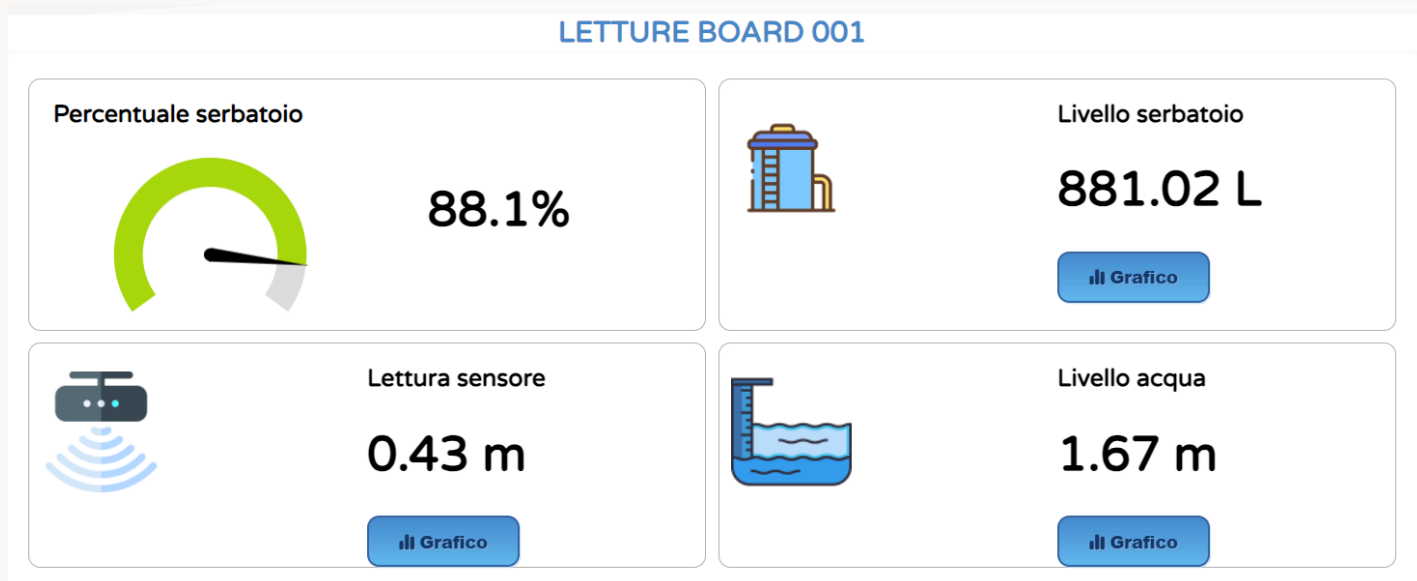 LETTURE BOARD 001
Percentuale serbatoio
88.1%
Livello serbatoio
881.02 L
Grafico
Lettura sensore
0.43 m
Grafico
Livello acqua
1.67 m
Grafico